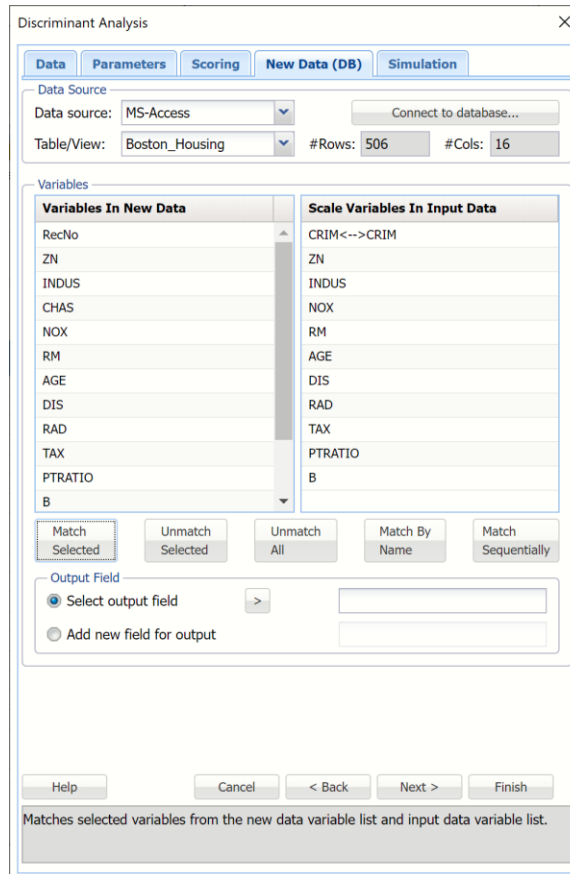 Discriminant Analysis
Data Parameters Scoring New Data (DB) Simulation
Data Source
Data source: MS-Access Connect to database...
Table/View: Boston_Housing #Rows: 506 #Cols: 16
Variables
Variables In New Data Scale Variables In Input Data
RecNo CRIM<-->CRIM
ZN ZN
INDUS INDUS
CHAS NOX
NOX RM
RM AGE
AGE DIS
DIS RAD
RAD TAX
TAX PTRATIO
PTRATIO B
B
Match Unmatch Unmatch Match By Match
Selected Selected All Name Sequentially
Output Field
Select output field >
Add new field for output
Help Cancel < Back Next > Finish
Matches selected variables from the new data variable list and input data variable list.